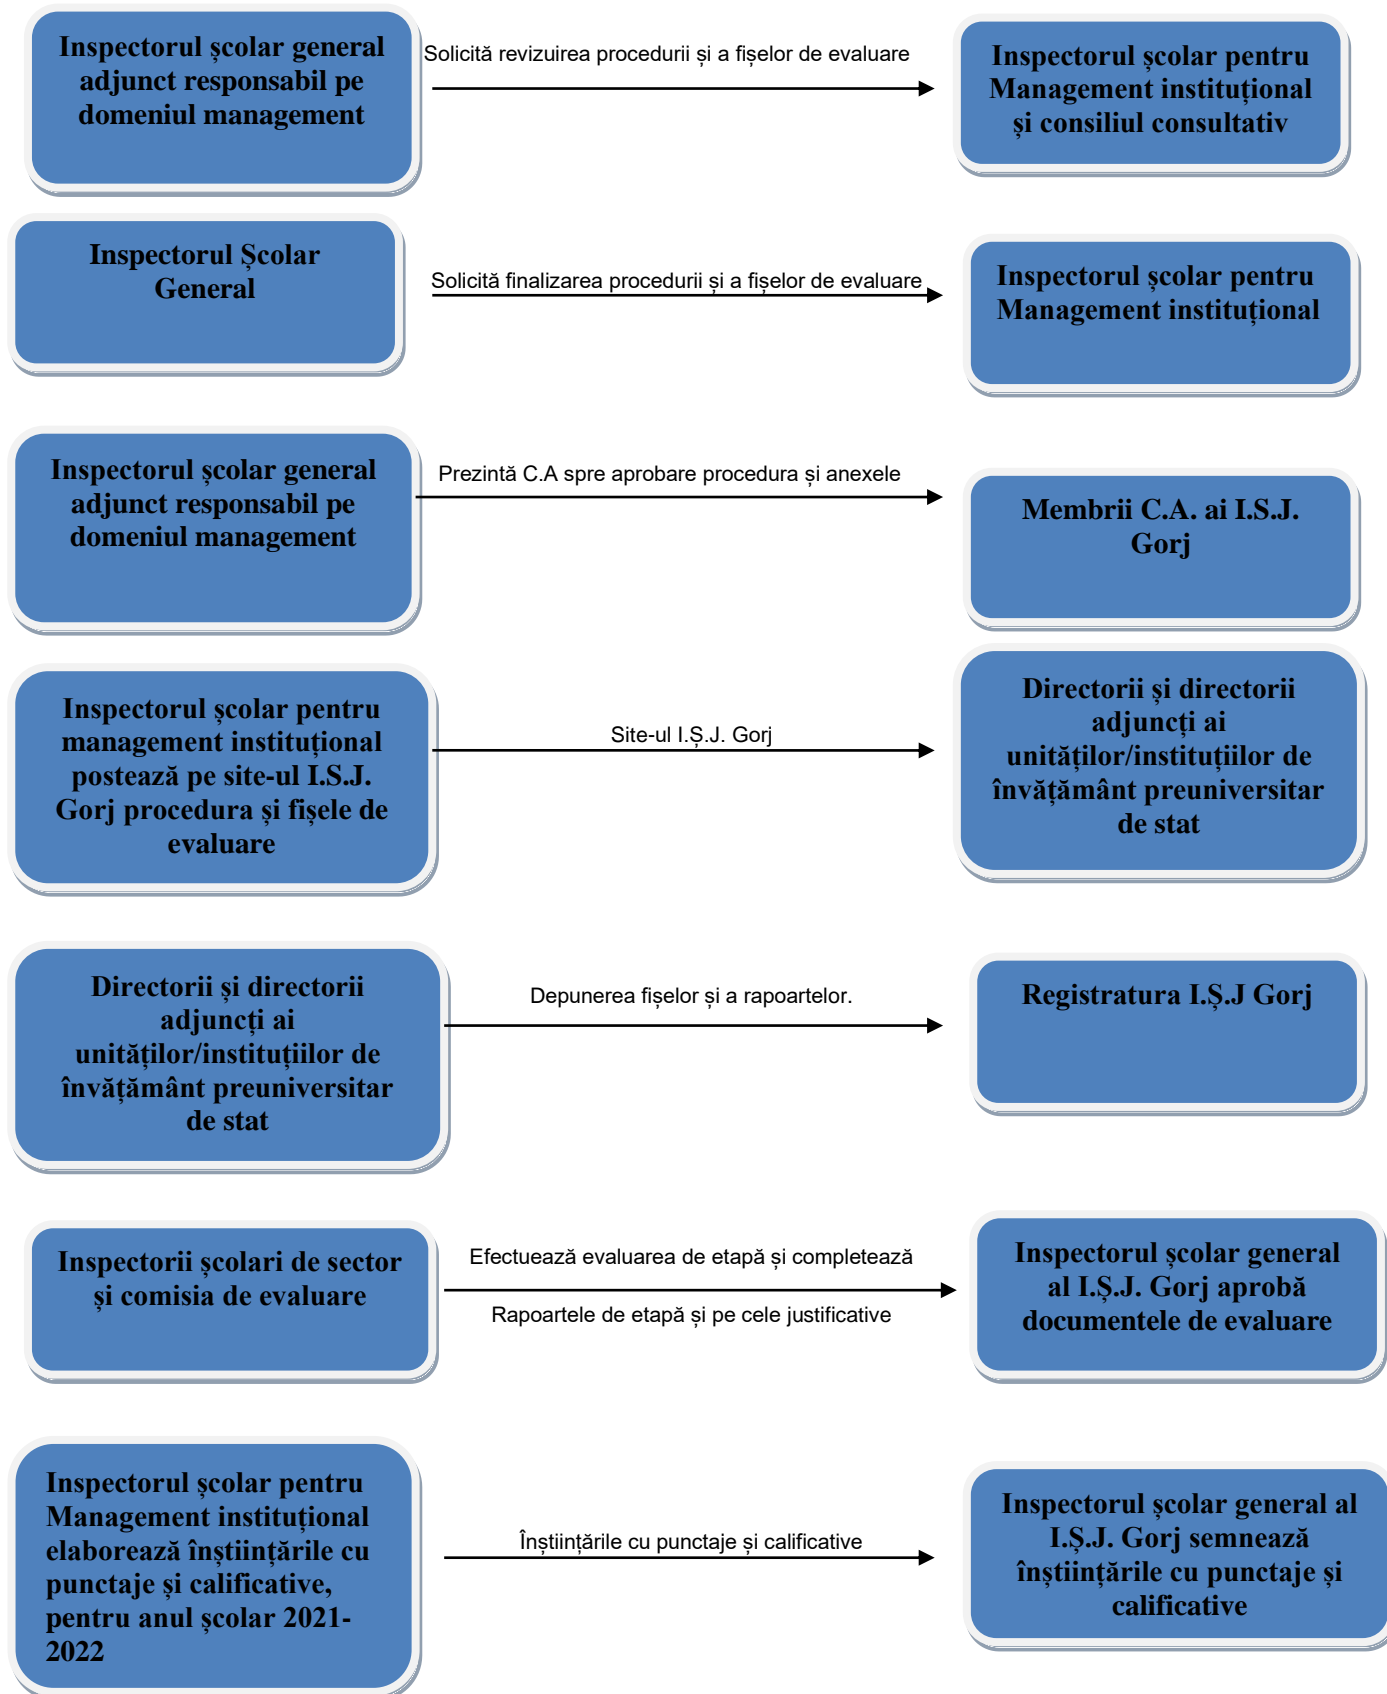 Inspectorul școlar general
adjunct responsabil pe
domeniul management
Solicită revizuirea procedurii și a fișelor de evaluare
Inspectorul școlar pentru
Management instituțional
și consiliul consultativ
Inspectorul Școlar
General
Solicită finalizarea procedurii și a fișelor de evaluare
Inspectorul școlar pentru
Management instituțional
Inspectorul școlar general
adjunct responsabil pe
domeniul management
Prezintă C.A spre aprobare procedura și anexele
Membrii C.A. ai I.S.J.
Gorj
Inspectorul școlar pentru
management instituțional
postează pe site-ul I.S.J.
Gorj procedura și fișele de
evaluare
Site-ul I.Ș.J. Gorj
Directorii și directorii
adjuncți ai
unităților/instituțiilor de
învățământ preuniversitar
de stat
Directorii și directorii
adjuncți ai
unităților/instituțiilor de
învățământ preuniversitar
de stat
Depunerea fișelor și a rapoartelor.
Registratura I.Ș.J Gorj
Inspectorii școlari de sector
și comisia de evaluare
Efectuează evaluarea de etapă și completează
Rapoartele de etapă și pe cele justificative
Inspectorul școlar general
al I.Ș.J. Gorj aprobă
documentele de evaluare
Inspectorul școlar pentru
Management instituțional
elaborează înștiințările cu
punctaje și calificative,
pentru anul școlar 2021-
2022
Înștiințările cu punctaje și calificative
Inspectorul școlar general al
I.Ș.J. Gorj semnează
înștiințările cu punctaje și
calificative